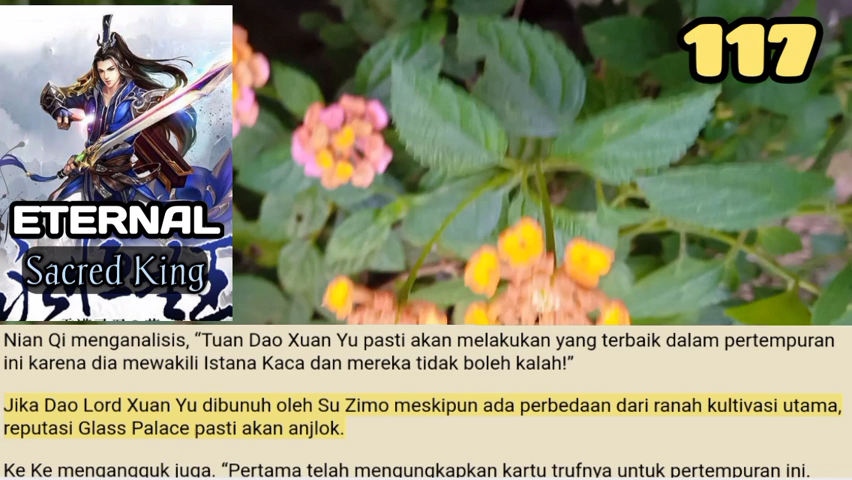 117
ETERNAL
Sacred King
Nian Qi menganalisis, “Tuan Dao Xuan Yu pasti akan melakukan yang terbaik dalam pertempuran
ini karena dia mewakili Istana Kaca dan mereka tidak boleh kalah!”
Jika Dao Lord Xuan Yu dibunuh oleh Su Zimo meskipun ada perbedaan dari ranah kultivasi utama,
reputasi Glass Palace pasti akan anjlok.
Ke Ke mengangguk juga. “Pertama telah mengungkapkan kartu trufnya untuk pertempuran ini.